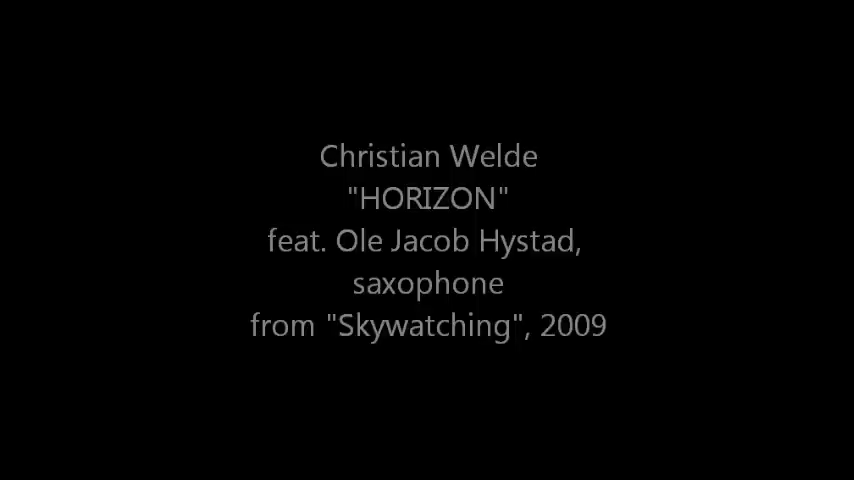 Christian Welde
"HORIZON"
feat. Ole Jacob Hystad,
saxophone
from "Skywatching", 2009